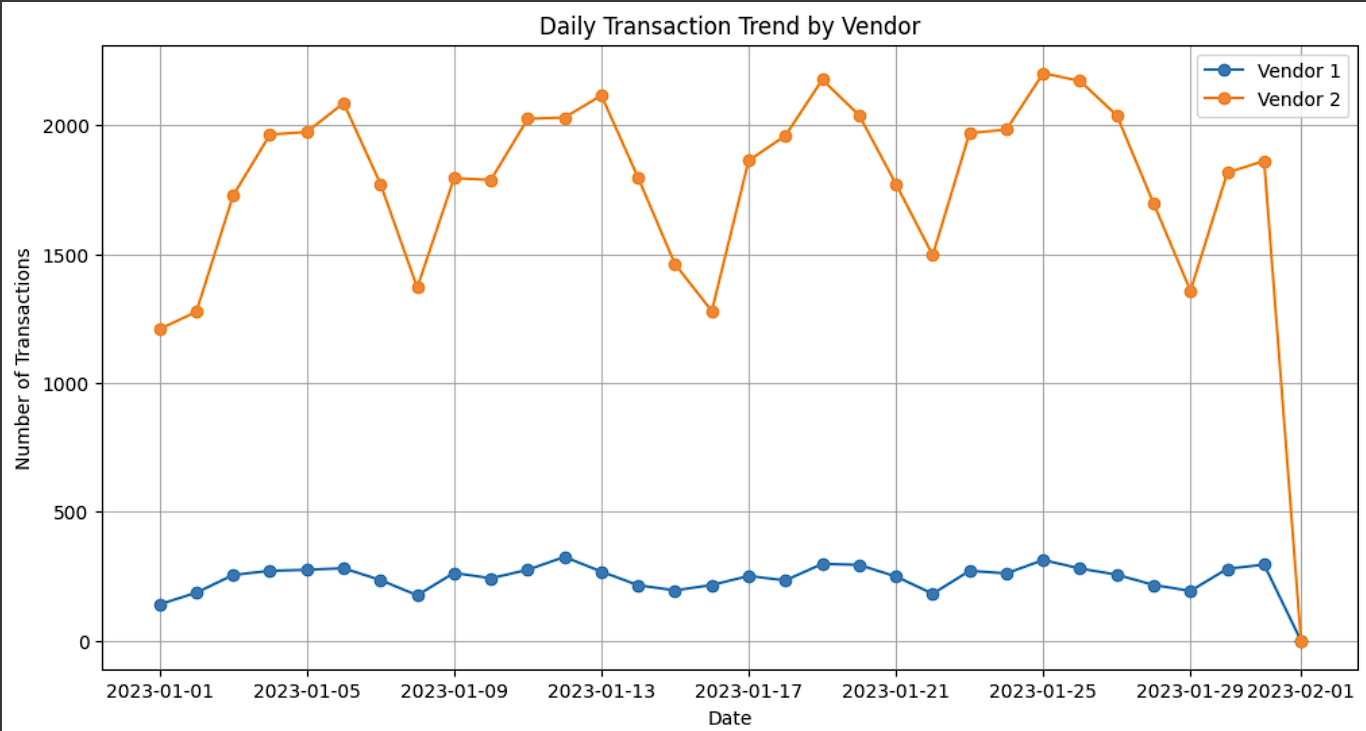 Daily Transaction Trend by Vendor
Vendor 1
Vendor 2
Number of Transactions
2000
1500
1000
500
0
2023-01-01 2023-01-05 2023-01-09 2023-01-13 2023-01-17 2023-01-21 2023-01-25 2023-01-29 2023-02-01
Date